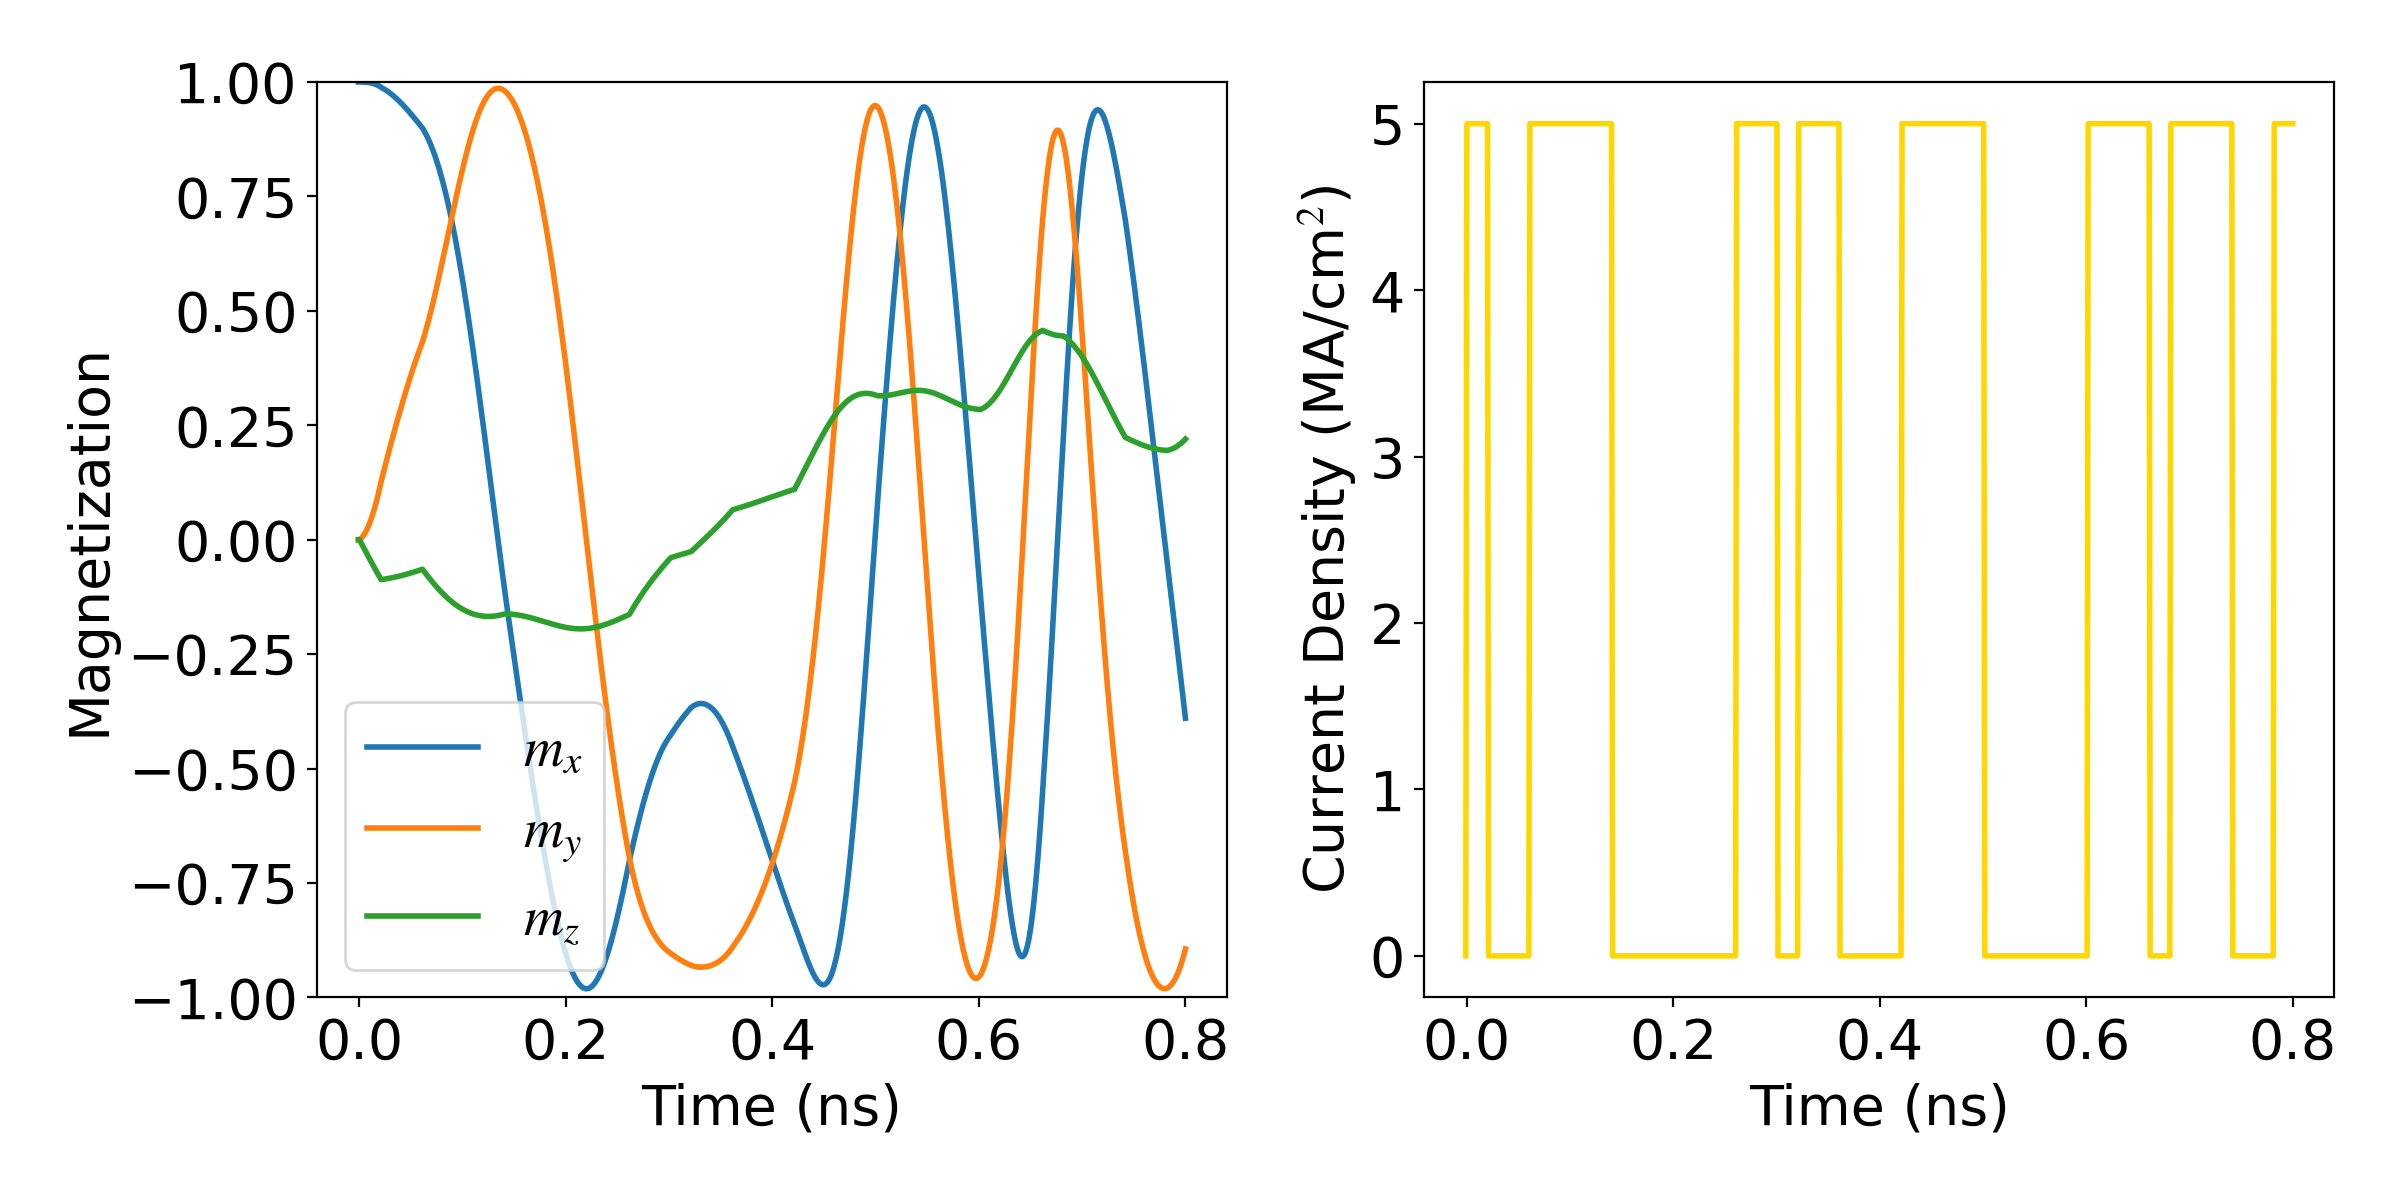 Magnetization
1.00
0.75
0.50
0.25
0.00
−0.25
−0.50
−0.75
−1.00
m_x
m_y
m_z
0.0 0.2 0.4 0.6 0.8
Time (ns)
Current Density (MA/cm²)
5
4
3
2
1
0
0.0 0.2 0.4 0.6 0.8
Time (ns)